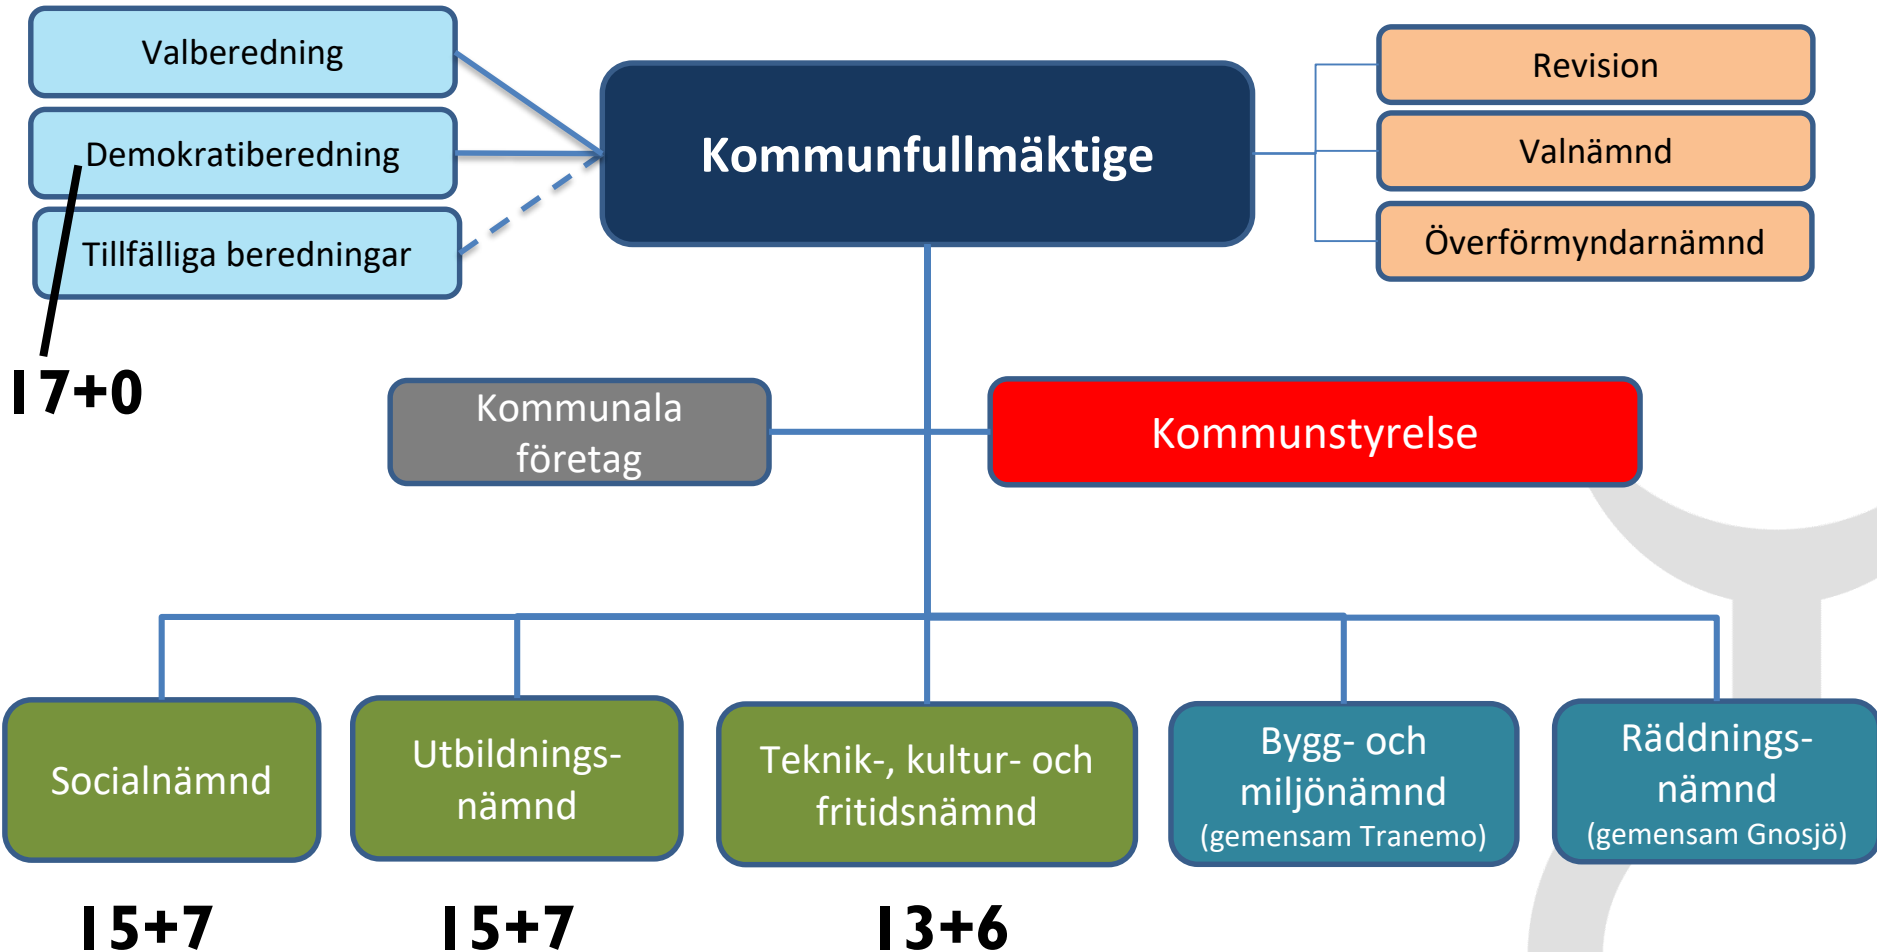 Valberedning
Demokratiberedning
Tillfälliga beredningar
17+0
Kommunfullmäktige
Revision
Valnämnd
Överförmyndarnämnd
Kommunala
företag
Kommunstyrelse
Socialnämnd
15+7
Utbildnings-
nämnd
15+7
Teknik-, kultur- och
fritidsnämnd
13+6
Bygg- och
miljönämnd
(gemensam Tranemo)
Räddnings-
nämnd
(gemensam Gnosjö)